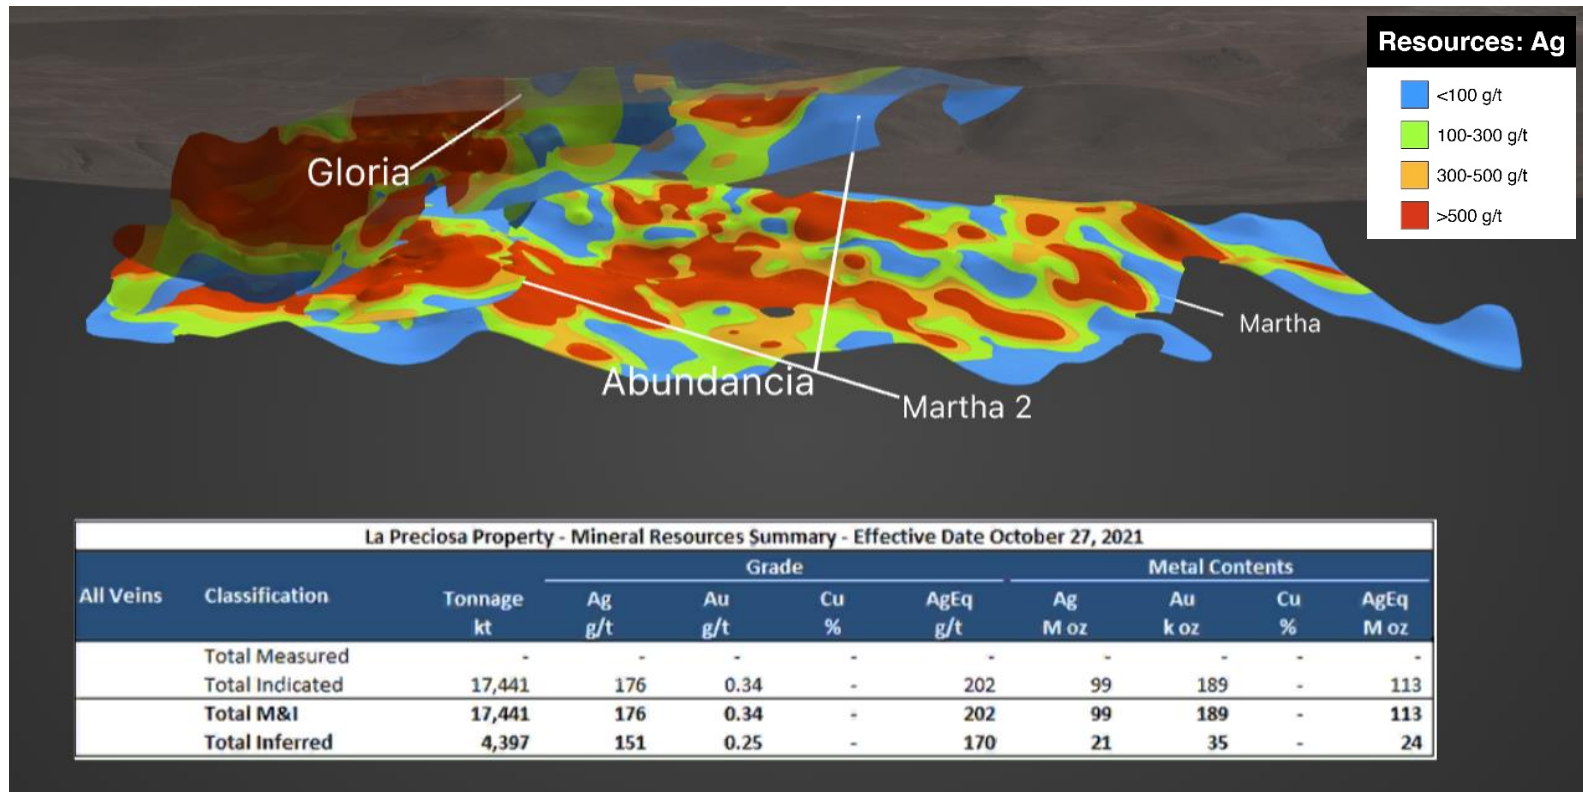 Resources: Ag
<100 g/t
100-300 g/t
300-500 g/t
>500 g/t
Gloria
Martha
Abundancia
Martha 2
La Preciosa Property - Mineral Resources Summary - Effective Date October 27, 2021
Grade Metal Contents
All Veins Classification Tonnage Ag Au Cu AgEq Ag Au Cu AgEq
kt g/t g/t % g/t M oz k oz % M oz
Total Measured - - - - - - - - -
Total Indicated 17,441 176 0.34 - 202 99 189 - 113
Total M&I 17,441 176 0.34 - 202 99 189 - 113
Total Inferred 4,397 151 0.25 - 170 21 35 - 24